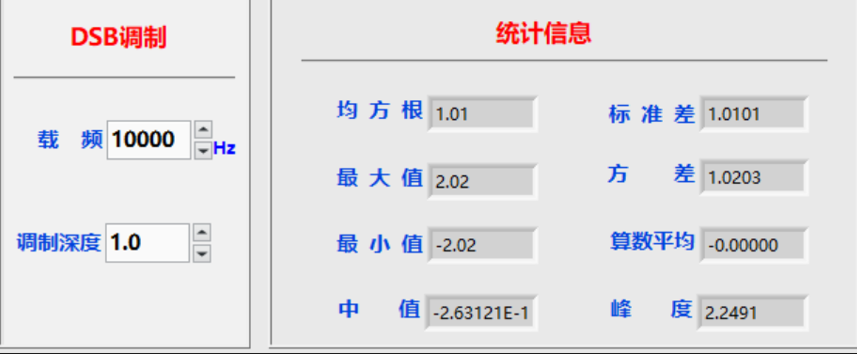 DSB调制
载 频 10000 Hz
调制深度 1.0
统计信息
均 方 根 1.01 标 准 差 1.0101
最 大 值 2.02 方 差 1.0203
最 小 值 -2.02 算数平均 -0.00000
中 值 -2.63121E-1 峰 度 2.2491